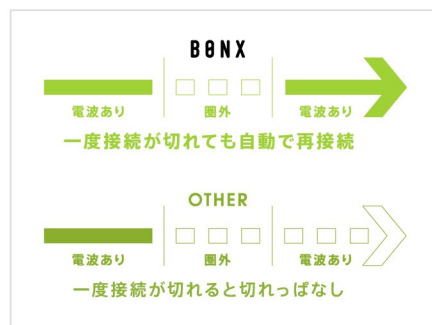 BONX
電波あり 圏外 電波あり
一度接続が切れても自動で再接続
OTHER
電波あり 圏外 電波あり
一度接続が切れると切れっぱなし